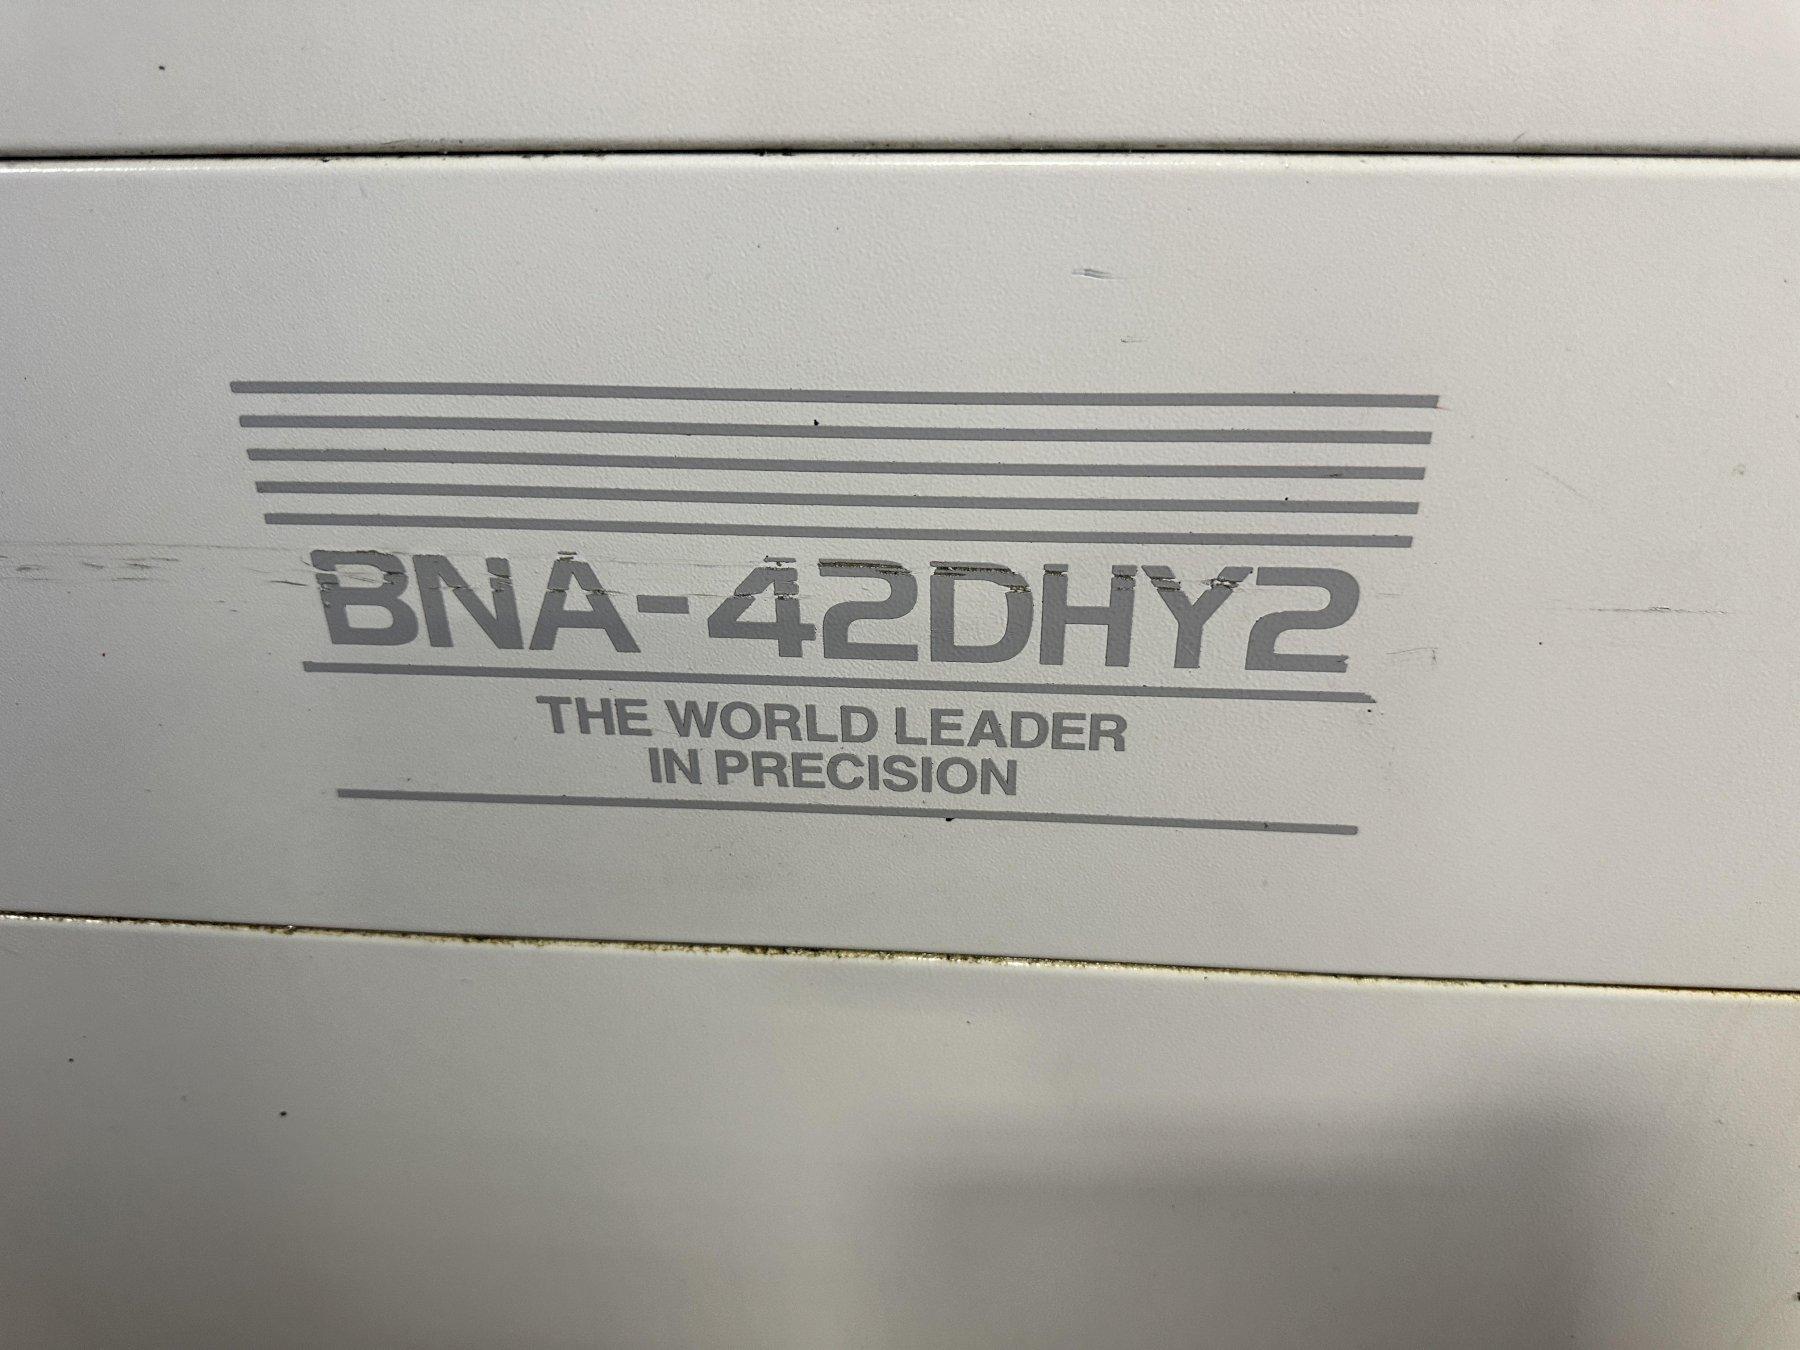 BNA-42DHY2
THE WORLD LEADER
IN PRECISION